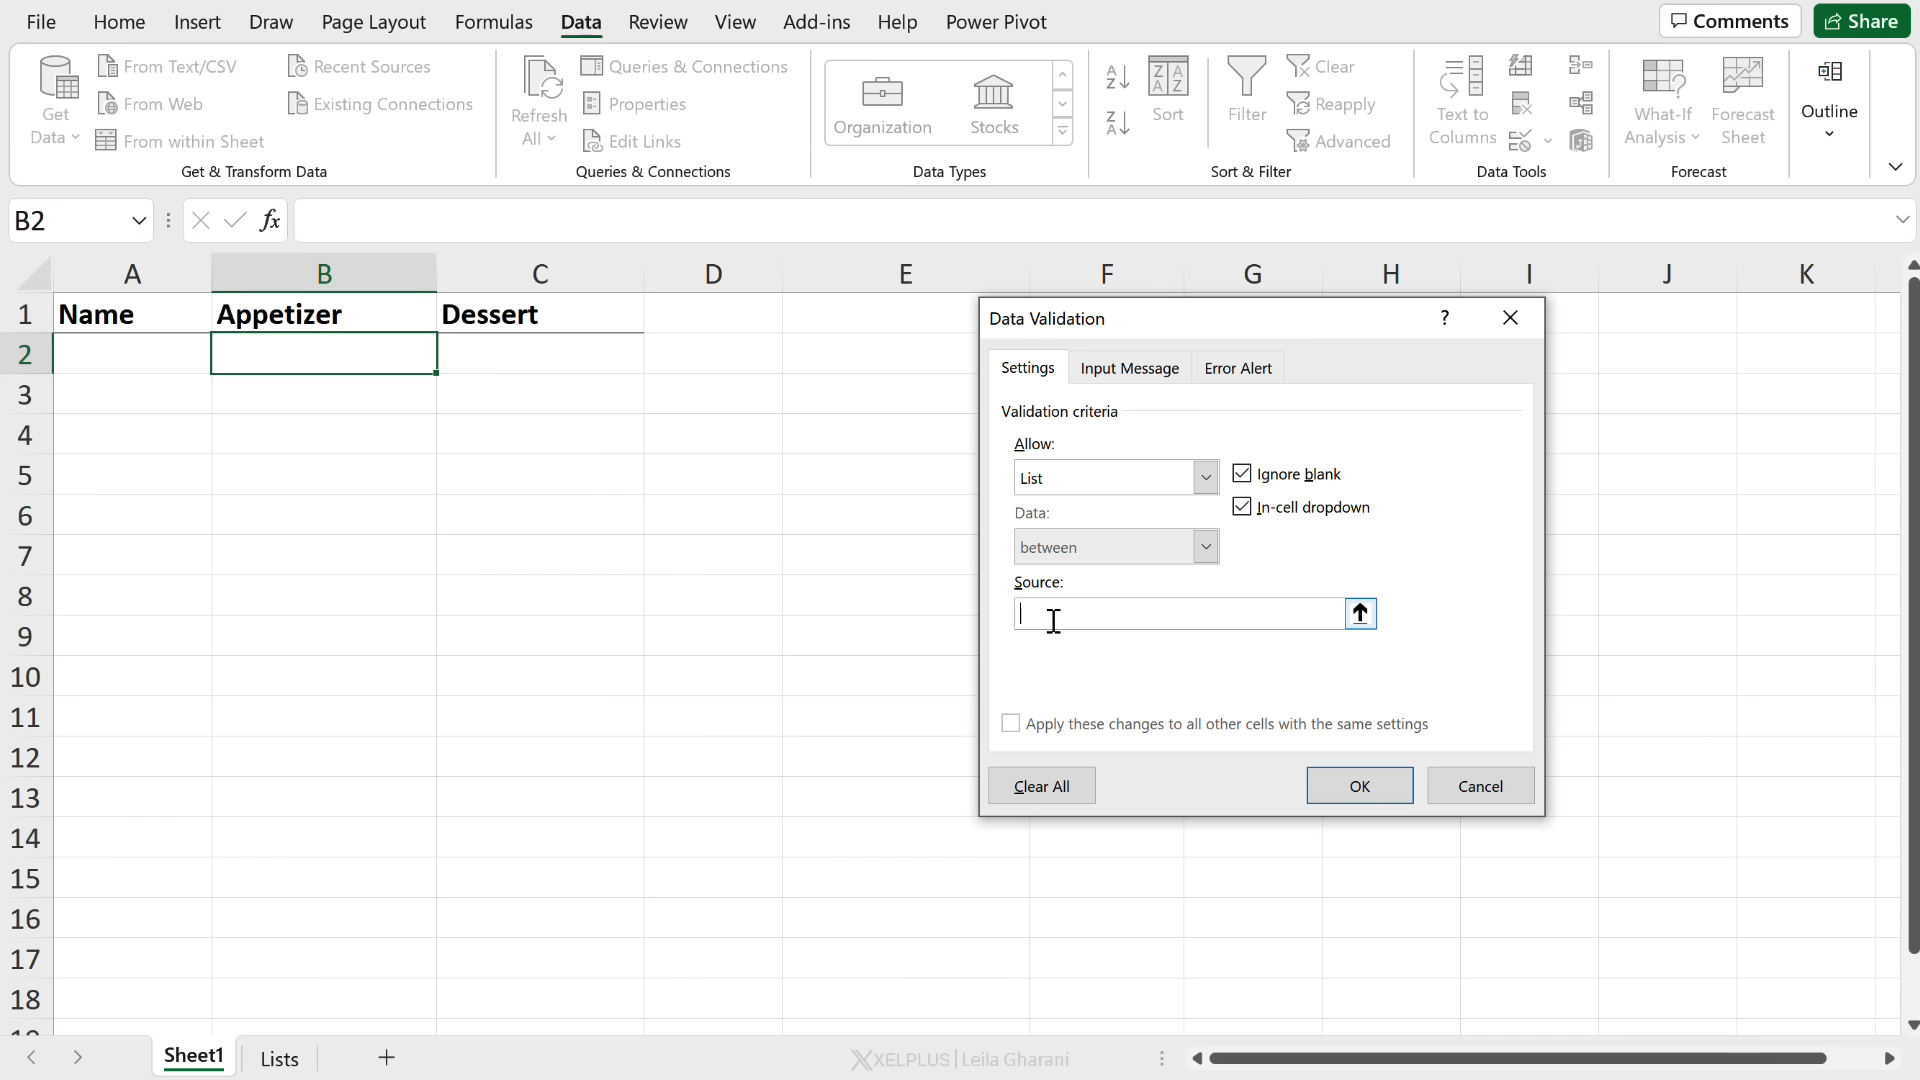 File Home Insert Draw Page Layout Formulas Data Review View Add-ins Help Power Pivot Comments Share
Get Data
From Text/CSV
From Web
From within Sheet
Recent Sources
Existing Connections
Get & Transform Data
Refresh All
Queries & Connections
Properties
Edit Links
Queries & Connections
Organization
Stocks
Data Types
Sort
Filter
Clear
Reapply
Advanced
Sort & Filter
Text to
Columns
Data Tools
What-If
Analysis
Forecast
Sheet
Forecast
Outline
B2
fx
A B C D E F G H I J K
1 Name Appetizer Dessert
2
3
4
5
6
7
8
9
10
11
12
13
14
15
16
17
18
Data Validation ?
Settings Input Message Error Alert
Validation criteria
Allow:
List
Ignore blank
In-cell dropdown
Data:
between
Source:
Apply these changes to all other cells with the same settings
Clear All OK Cancel
Sheet1 Lists
XELPLUS | Leila Gharani